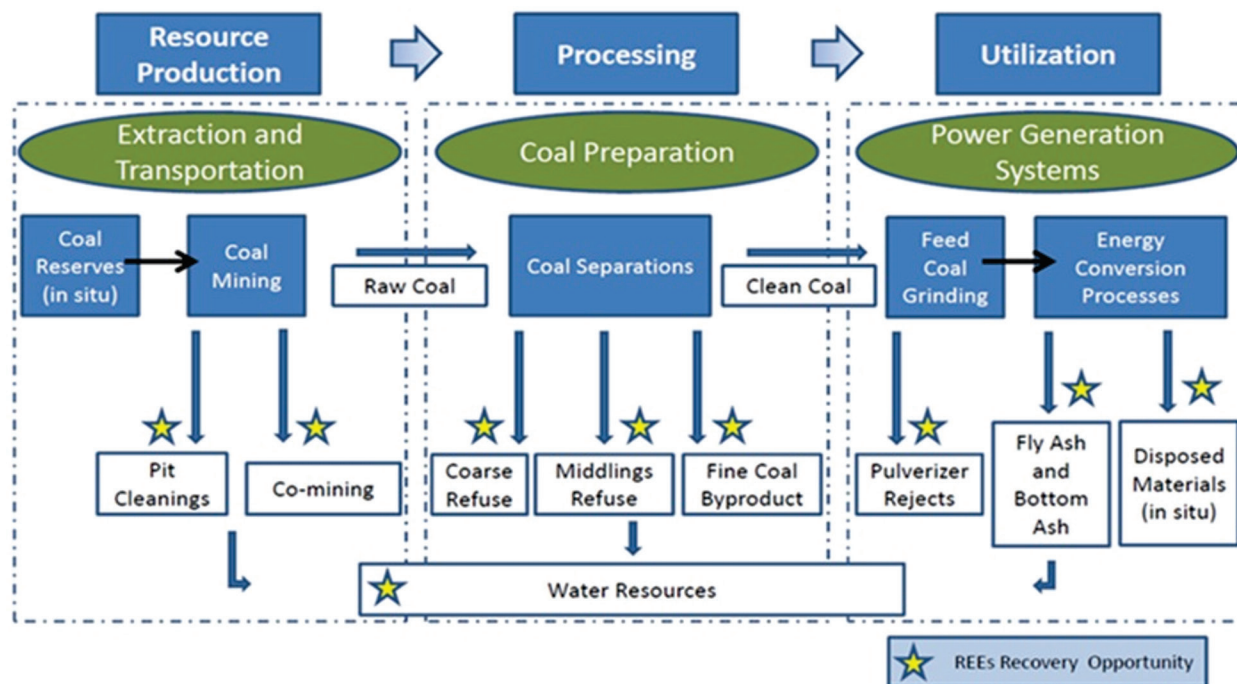 Resource
Production
Processing
Utilization
Extraction and
Transportation
Coal Preparation
Power Generation
Systems
Coal
Reserves
(in situ)
Coal
Mining
Raw Coal
Coal Separations
Clean Coal
Feed
Coal
Grinding
Energy
Conversion
Processes
Pit
Cleanings
Co-mining
Coarse
Refuse
Middlings
Refuse
Fine Coal
Byproduct
Pulverizer
Rejects
Fly Ash
and
Bottom
Ash
Disposed
Materials
(in situ)
Water Resources
REEs Recovery Opportunity